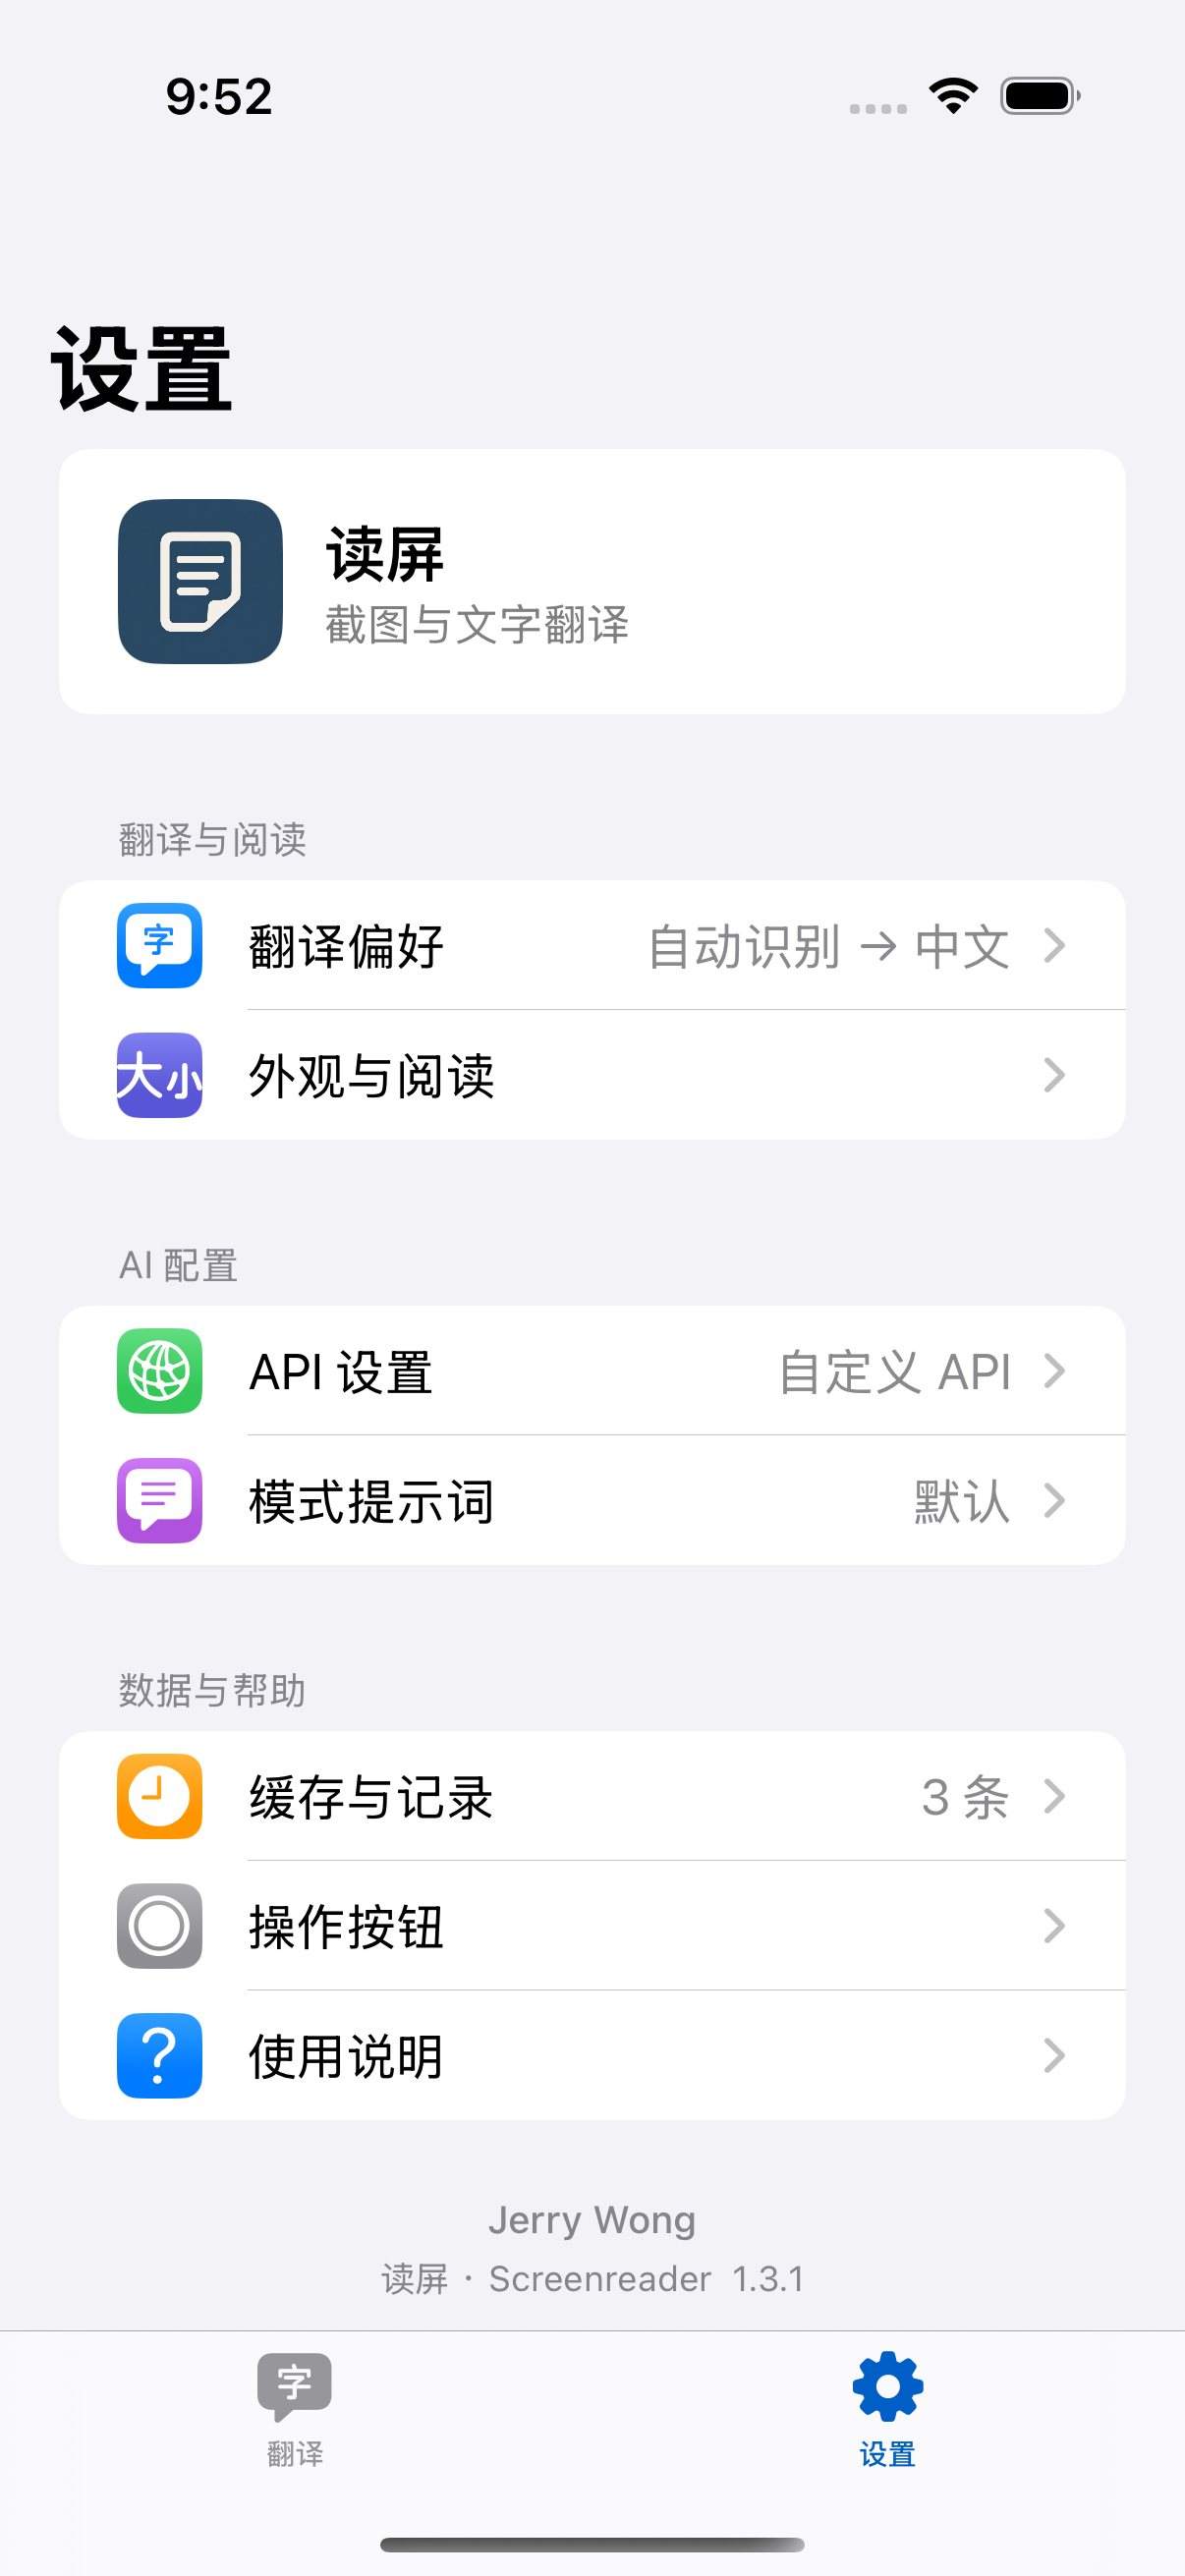 9:52
设置
读屏
截图与文字翻译
翻译与阅读
字 翻译偏好 自动识别 → 中文
大小 外观与阅读
AI 配置
API 设置 自定义 API
模式提示词 默认
数据与帮助
缓存与记录 3 条
操作按钮
? 使用说明
Jerry Wong
读屏 · Screenreader 1.3.1
字
翻译 设置